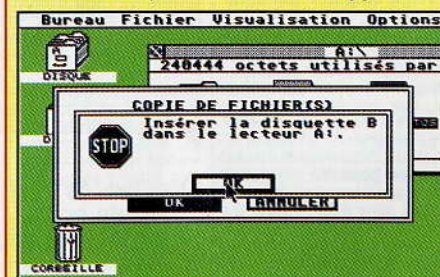 Bureau Fichier Visualisation Options
A:\
240444 octets utilisés par
DISQUE
D
COPIE DE FICHIER(S)
Insérer la disquette B
dans le lecteur A:.
STOP
OK
OK ANNULER
CORBEILLE